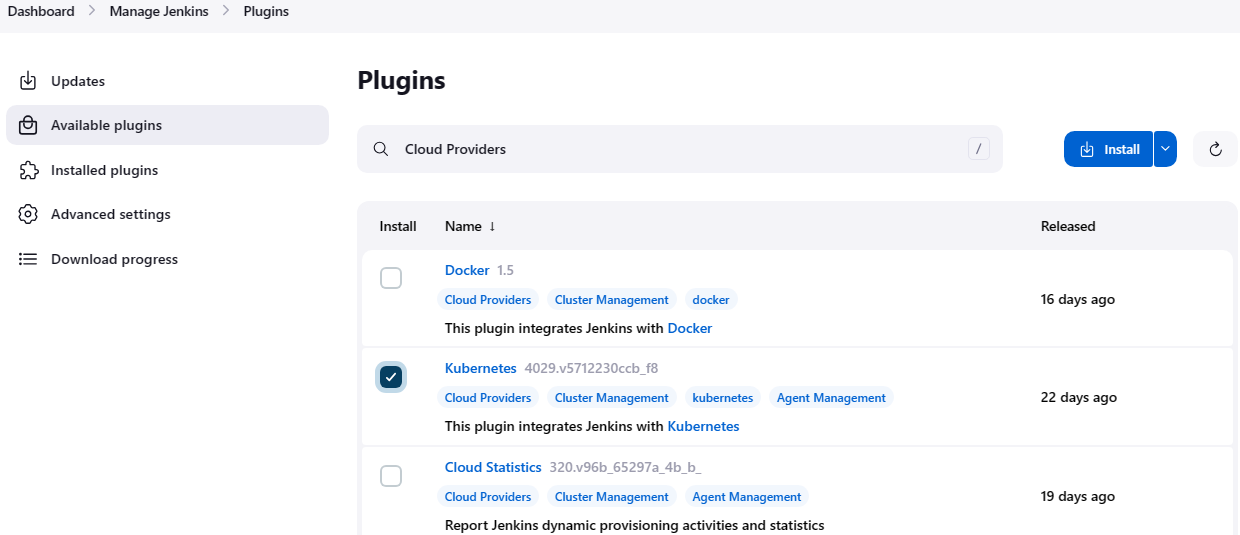 Dashboard > Manage Jenkins > Plugins
Updates
Available plugins
Installed plugins
Advanced settings
Download progress
Plugins
Cloud Providers /
Install
Install Name ↓ Released
Docker 1.5
Cloud Providers Cluster Management docker
This plugin integrates Jenkins with Docker
16 days ago
Kubernetes 4029.v5712230ccb_f8
Cloud Providers Cluster Management kubernetes Agent Management
This plugin integrates Jenkins with Kubernetes
22 days ago
Cloud Statistics 320.v96b_65297a_4b_b_
Cloud Providers Cluster Management Agent Management
Report Jenkins dynamic provisioning activities and statistics
19 days ago